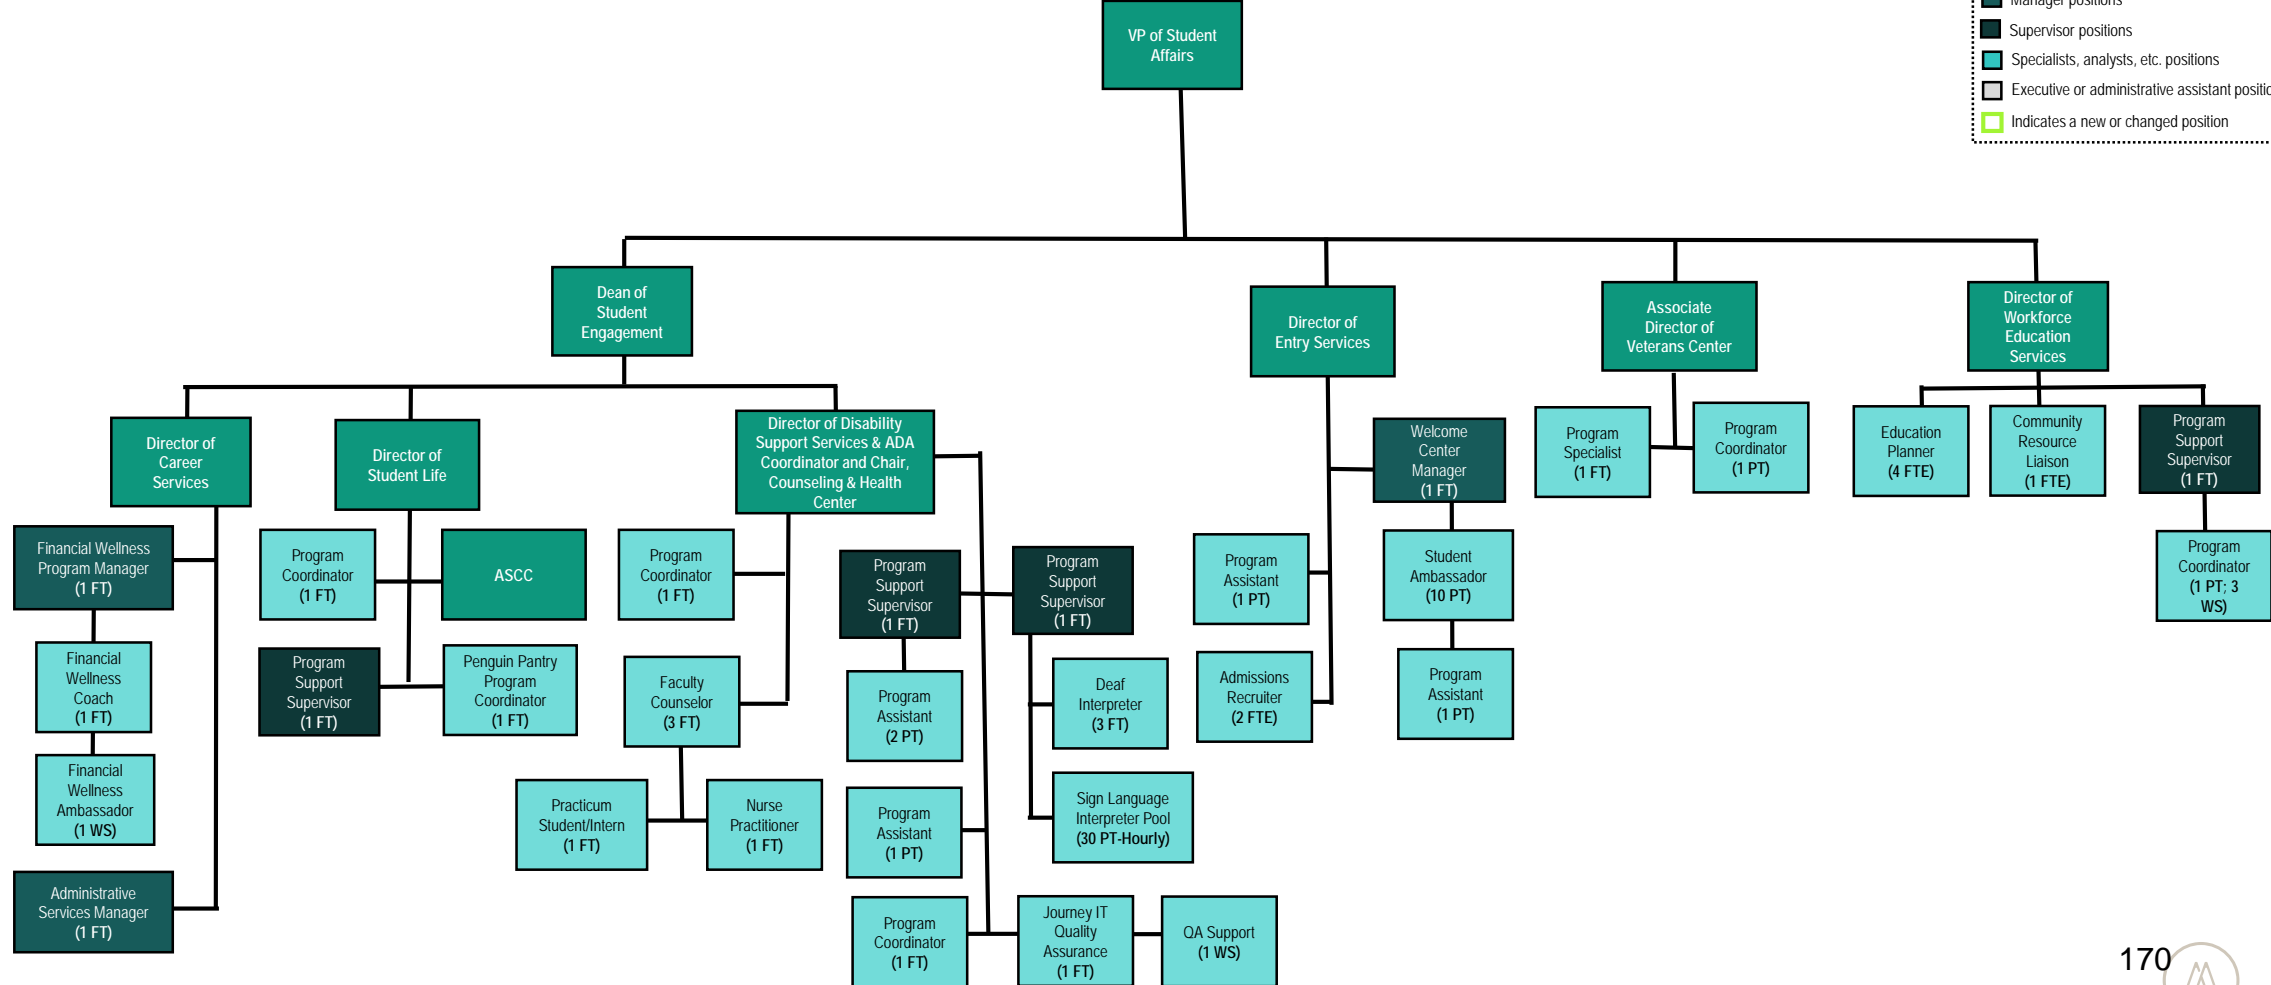 Manager positions
Supervisor positions
Specialists, analysts, etc. positions
Executive or administrative assistant
Indicates a new or changed position
VP of Student
Affairs
Dean of
Student
Engagement
Director of
Entry Services
Associate
Director of
Veterans Center
Director of
Workforce
Education
Services
Director of
Career
Services
Director of
Student Life
Director of Disability
Support Services & ADA
Coordinator and Chair,
Counseling & Health
Center
Welcome
Center
Manager
(1 FT)
Program
Specialist
(1 FT)
Program
Coordinator
(1 PT)
Education
Planner
(4 FTE)
Community
Resource
Liaison
(1 FTE)
Program
Support
Supervisor
(1 FT)
Financial Wellness
Program Manager
(1 FT)
Program
Coordinator
(1 FT)
ASCC
Program
Coordinator
(1 FT)
Program
Support
Supervisor
(1 FT)
Program
Support
Supervisor
(1 FT)
Program
Assistant
(1 PT)
Student
Ambassador
(10 PT)
Program
Coordinator
(1 PT; 3
WS)
Financial
Wellness
Coach
(1 FT)
Program
Support
Supervisor
(1 FT)
Penguin Pantry
Program
Coordinator
(1 FT)
Faculty
Counselor
(3 FT)
Program
Assistant
(2 PT)
Deaf
Interpreter
(3 FT)
Admissions
Recruiter
(2 FTE)
Program
Assistant
(1 PT)
Financial
Wellness
Ambassador
(1 WS)
Practicum
Student/Intern
(1 FT)
Nurse
Practitioner
(1 FT)
Program
Assistant
(1 PT)
Sign Language
Interpreter Pool
(30 PT-Hourly)
Administrative
Services Manager
(1 FT)
Program
Coordinator
(1 FT)
Journey IT
Quality
Assurance
(1 FT)
QA Support
(1 WS)
170